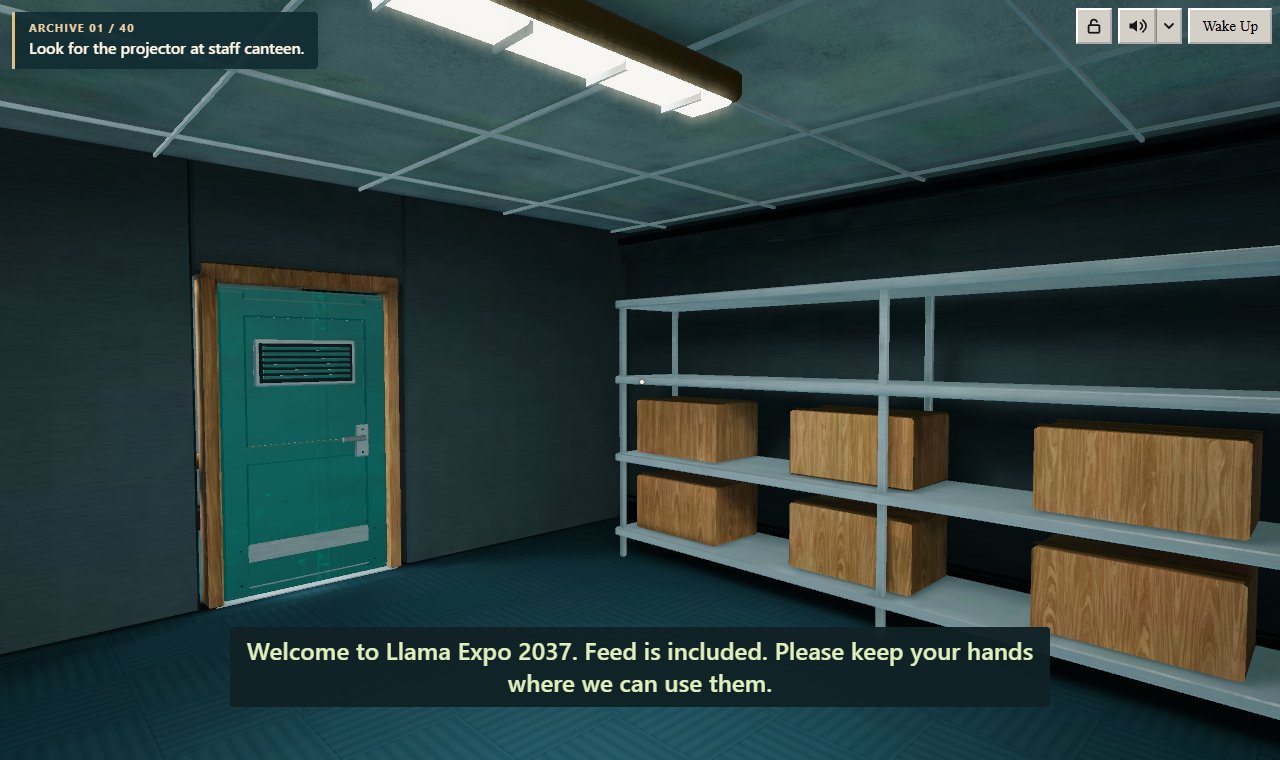 ARCHIVE 01 / 40
Look for the projector at staff canteen.
Wake Up
Welcome to Llama Expo 2037. Feed is included. Please keep your hands
where we can use them.